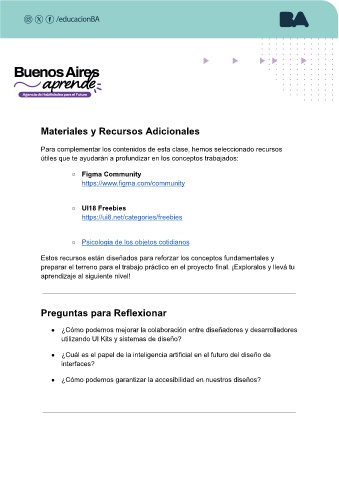 /educacionBA
BA
Buenos Aires
aprende
Agencia de Habilidades para el Futuro
Materiales y Recursos Adicionales
Para complementar los contenidos de esta clase, hemos seleccionado recursos
útiles que te ayudarán a profundizar en los conceptos trabajados:
Figma Community
https://www.figma.com/community
UI18 Freebies
https://ui8.net/categories/freebies
Psicología de los objetos cotidianos
Estos recursos están diseñados para reforzar los conceptos fundamentales y
preparar el terreno para el trabajo práctico en el proyecto final. ¡Exploralos y llevá tu
aprendizaje al siguiente nivel!
Preguntas para Reflexionar
¿Cómo podemos mejorar la colaboración entre diseñadores y desarrolladores
utilizando UI Kits y sistemas de diseño?
¿Cuál es el papel de la inteligencia artificial en el futuro del diseño de
interfaces?
¿Cómo podemos garantizar la accesibilidad en nuestros diseños?